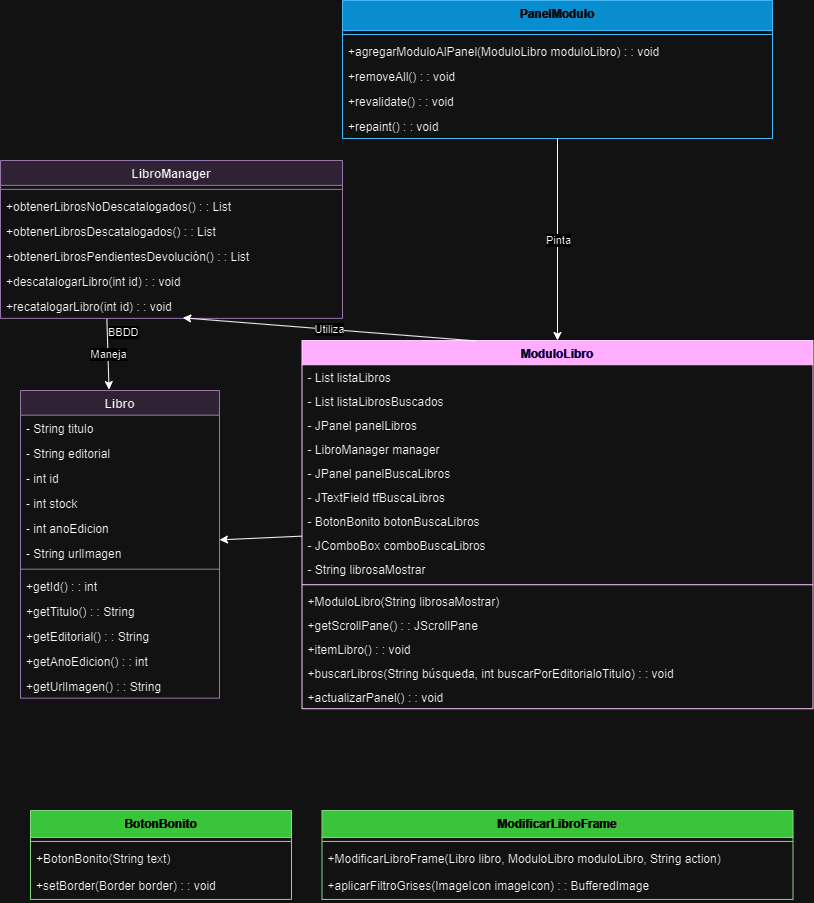 PanelModulo
+agregarModuloAlPanel(ModuloLibro moduloLibro) : : void
+removeAll() : : void
+revalidate() : : void
+repaint() : : void
Pinta
LibroManager
+obtenerLibrosNoDescatalogados() : : List
+obtenerLibrosDescatalogados() : : List
+obtenerLibrosPendientesDevolución() : : List
+descatalogarLibro(int id) : : void
+recatalogarLibro(int id) : : void
Utiliza
BBDD
Maneja
Libro
- String titulo
- String editorial
- int id
- int stock
- int anoEdicion
- String urlImagen
+getId() : : int
+getTitulo() : : String
+getEditorial() : : String
+getAnoEdicion() : : int
+getUrlImagen() : : String
ModuloLibro
- List listaLibros
- List listaLibrosBuscados
- JPanel panelLibros
- LibroManager manager
- JPanel panelBuscaLibros
- JTextField tfBuscaLibros
- BotonBonito botonBuscaLibros
- JComboBox comboBuscaLibros
- String librosaMostrar
+ModuloLibro(String librosaMostrar)
+getScrollPane() : : JScrollPane
+itemLibro() : : void
+buscarLibros(String búsqueda, int buscarPorEditorialoTitulo) : : void
+actualizarPanel() : : void
BotonBonito
+BotonBonito(String text)
+setBorder(Border border) : : void
ModificarLibroFrame
+ModificarLibroFrame(Libro libro, ModuloLibro moduloLibro, String action)
+aplicarFiltroGrises(ImageIcon imageIcon) : : BufferedImage